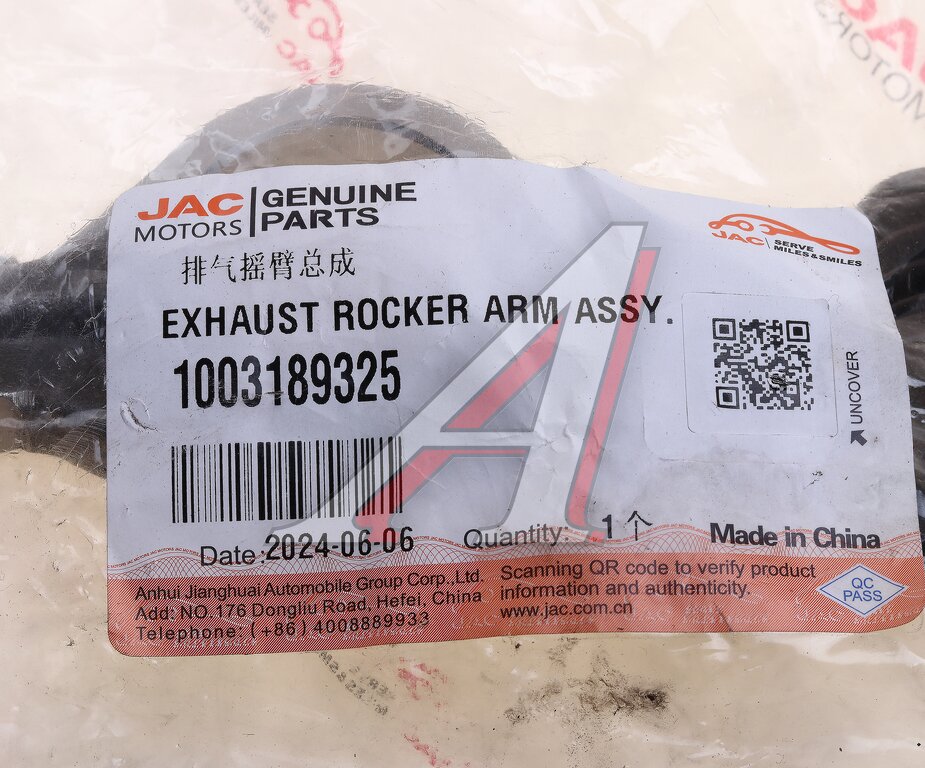 JAC
MOTORS
GENUINE
PARTS
JAC
SERVE
MILES & SMILES
排气摇臂总成
EXHAUST ROCKER ARM ASSY.
1003189325
UNCOVER
Date:2024-06-06
Quantity: 1个
Made in China
Anhui Jianghuai Automobile Group Corp.,Ltd.
Add: NO.176 Dongliu Road, Hefei, China
Telephone: (+86) 4008889933
Scanning QR code to verify product
information and authenticity.
www.jac.com.cn
QC
PASS
MOTORS